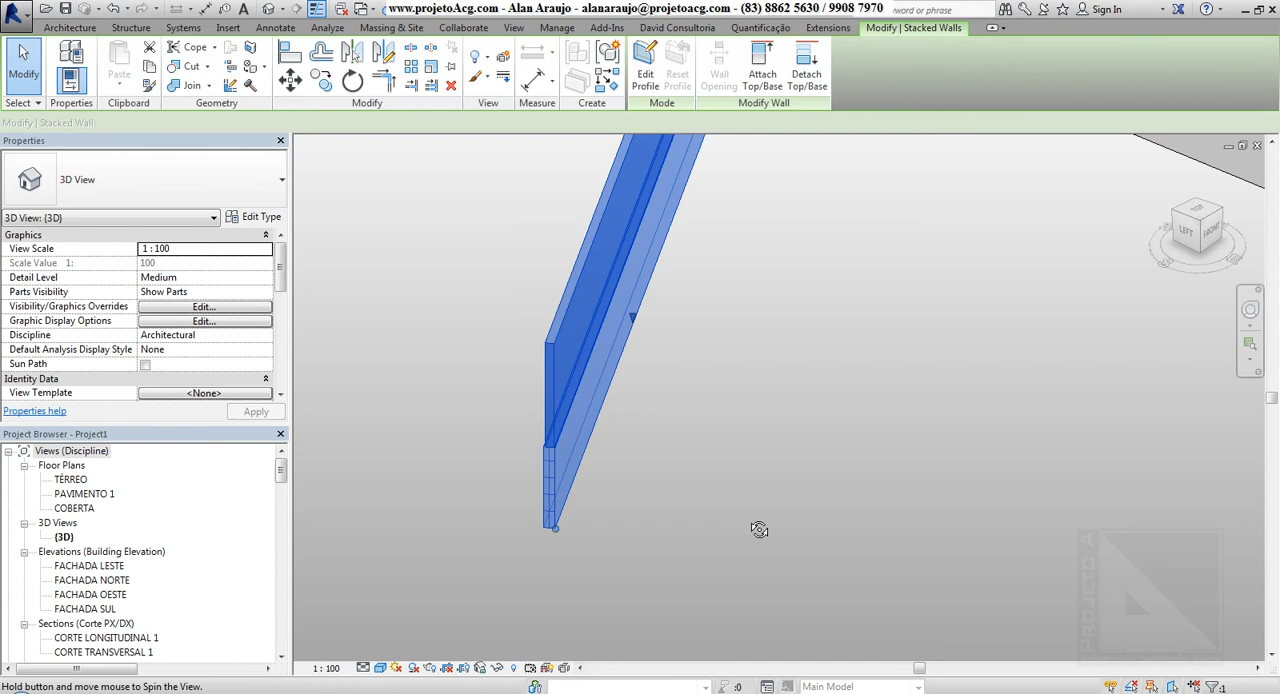 www.projetoAcg.com - Alan Araujo - alanaraujo@projetoacg.com - (83) 8862 5630 / 9908 7970
word or phrase
Sign In
Architecture Structure Systems Insert Annotate Analyze Massing & Site Collaborate View Manage Add-Ins David Consultoria Quantificação Extensions Modify | Stacked Walls
Modify
Properties
Paste
Cope
Cut
Join
Edit Profile
Reset Profile
Wall Opening
Attach Top/Base
Detach Top/Base
Select Properties Clipboard Geometry Modify View Measure Create Mode Modify Wall
Modify | Stacked Wall:
Properties
3D View
3D View: {3D}
Edit Type
Graphics
View Scale 1 : 100
Scale Value 1: 100
Detail Level Medium
Parts Visibility Show Parts
Visibility/Graphics Overrides Edit...
Graphic Display Options Edit...
Discipline Architectural
Default Analysis Display Style None
Sun Path
Identity Data
View Template <None>
Properties help
Apply
Project Browser - Project1
Views (Discipline)
Floor Plans
TÉRREO
PAVIMENTO 1
COBERTA
3D Views
{3D}
Elevations (Building Elevation)
FACHADA LESTE
FACHADA NORTE
FACHADA OESTE
FACHADA SUL
Sections (Corte PX/DX)
CORTE LONGITUDINAL 1
CORTE TRANSVERSAL 1
TOP
LEFT
FRONT
PROJETO A
1 : 100
Hold button and move mouse to Spin the View.
:0
Main Model
:1